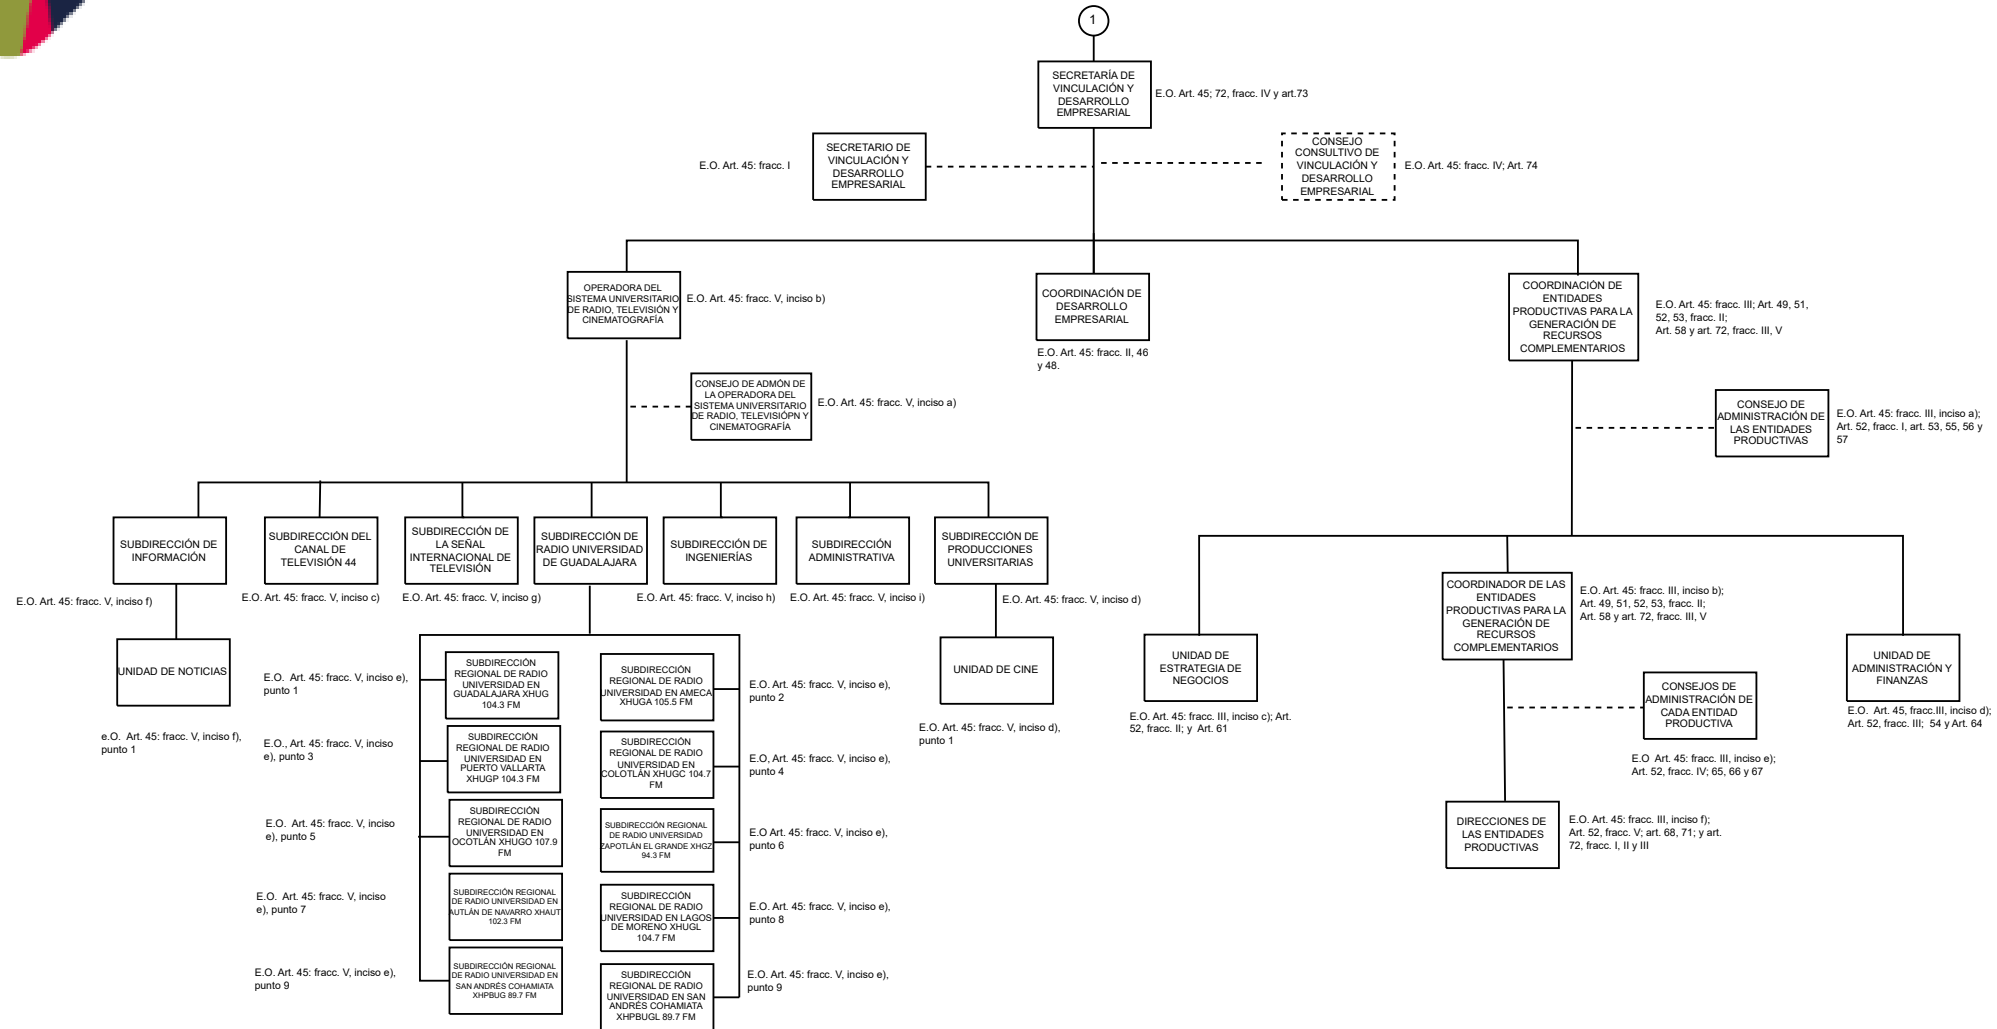 1
SECRETARÍA DE
VINCULACIÓN Y
DESARROLLO
EMPRESARIAL
E.O. Art. 45; 72, fracc. IV y art.73
E.O. Art. 45: fracc. I
SECRETARIO DE
VINCULACIÓN Y
DESARROLLO
EMPRESARIAL
CONSEJO
CONSULTIVO DE
VINCULACIÓN Y
DESARROLLO
EMPRESARIAL
E.O. Art. 45: fracc. IV; Art. 74
OPERADORA DEL
SISTEMA UNIVERSITARIO
DE RADIO, TELEVISIÓN Y
CINEMATOGRAFÍA
E.O. Art. 45: fracc. V, inciso b)
COORDINACIÓN DE
DESARROLLO
EMPRESARIAL
E.O. Art. 45: fracc. II, 46
y 48.
COORDINACIÓN DE
ENTIDADES
PRODUCTIVAS PARA LA
GENERACIÓN DE
RECURSOS
COMPLEMENTARIOS
E.O. Art. 45: fracc. III; Art. 49, 51,
52, 53, fracc. II;
Art. 58 y art. 72, fracc. III, V
CONSEJO DE ADMÓN DE
LA OPERADORA DEL
SISTEMA UNIVERSITARIO
DE RADIO, TELEVISIÓPN Y
CINEMATOGRAFÍA
E.O. Art. 45: fracc. V, inciso a)
CONSEJO DE
ADMINISTRACIÓN DE
LAS ENTIDADES
PRODUCTIVAS
E.O. Art. 45: fracc. III, inciso a);
Art. 52, fracc. I, art. 53, 55, 56 y
57
SUBDIRECCIÓN DE
INFORMACIÓN
E.O. Art. 45: fracc. V, inciso f)
SUBDIRECCIÓN DEL
CANAL DE
TELEVISIÓN 44
E.O. Art. 45: fracc. V, inciso c)
SUBDIRECCIÓN DE
LA SEÑAL
INTERNACIONAL DE
TELEVISIÓN
E.O. Art. 45: fracc. V, inciso g)
SUBDIRECCIÓN DE
RADIO UNIVERSIDAD
DE GUADALAJARA
SUBDIRECCIÓN DE
INGENIERÍAS
E.O. Art. 45: fracc. V, inciso h)
SUBDIRECCIÓN
ADMINISTRATIVA
E.O. Art. 45: fracc. V, inciso i)
SUBDIRECCIÓN DE
PRODUCCIONES
UNIVERSITARIAS
E.O. Art. 45: fracc. V, inciso d)
COORDINADOR DE LAS
ENTIDADES
PRODUCTIVAS PARA LA
GENERACIÓN DE
RECURSOS
COMPLEMENTARIOS
E.O. Art. 45: fracc. III, inciso b);
Art. 49, 51, 52, 53, fracc. II;
Art. 58 y art. 72, fracc. III, V
UNIDAD DE NOTICIAS
e.O.  Art. 45: fracc. V, inciso f),
punto 1
UNIDAD DE CINE
E.O. Art. 45: fracc. V, inciso d),
punto 1
UNIDAD DE
ESTRATEGIA DE
NEGOCIOS
E.O. Art. 45: fracc. III, inciso c); Art.
52, fracc. II; y  Art. 61
UNIDAD DE
ADMINISTRACIÓN Y
FINANZAS
E.O.  Art. 45, fracc.III, inciso d);
Art. 52, fracc. III;  54 y Art. 64
CONSEJOS DE
ADMINISTRACIÓN DE
CADA ENTIDAD
PRODUCTIVA
E.O  Art. 45: fracc. III, inciso e);
Art. 52, fracc. IV; 65, 66 y 67
DIRECCIONES DE
LAS ENTIDADES
PRODUCTIVAS
E.O. Art. 45: fracc. III, inciso f);
Art. 52, fracc. V; art. 68, 71; y art.
72, fracc. I, II y III
E.O.  Art. 45: fracc. V, inciso e),
punto 1
SUBDIRECCIÓN
REGIONAL DE RADIO
UNIVERSIDAD EN
GUADALAJARA XHUG
104.3 FM
SUBDIRECCIÓN
REGIONAL DE RADIO
UNIVERSIDAD EN AMECA
XHUGA 105.5 FM
E.O. Art. 45: fracc. V, inciso e),
punto 2
E.O., Art. 45: fracc. V, inciso
e), punto 3
SUBDIRECCIÓN
REGIONAL DE RADIO
UNIVERSIDAD EN
PUERTO VALLARTA
XHUGP 104.3 FM
SUBDIRECCIÓN
REGIONAL DE RADIO
UNIVERSIDAD EN
COLOTLÁN XHUGC 104.7
FM
E.O, Art. 45: fracc. V, inciso e),
punto 4
E.O.  Art. 45: fracc. V, inciso
e), punto 5
SUBDIRECCIÓN
REGIONAL DE RADIO
UNIVERSIDAD EN
OCOTLÁN XHUGO 107.9
FM
SUBDIRECCIÓN REGIONAL
DE RADIO UNIVERSIDAD
ZAPOTLÁN EL GRANDE XHGZ
94.3 FM
E.O Art. 45: fracc. V, inciso e),
punto 6
E.O.  Art. 45: fracc. V, inciso
e), punto 7
SUBDIRECCIÓN REGIONAL
DE RADIO UNIVERSIDAD EN
AUTLÁN DE NAVARRO XHAUT
102.3 FM
SUBDIRECCIÓN
REGIONAL DE RADIO
UNIVERSIDAD EN LAGOS
DE MORENO XHUGL
104.7 FM
E.O. Art. 45: fracc. V, inciso e),
punto 8
E.O. Art. 45: fracc. V, inciso e),
punto 9
SUBDIRECCIÓN REGIONAL
DE RADIO UNIVERSIDAD EN
SAN ANDRÉS COHAMIATA
XHPBUG 89.7 FM
SUBDIRECCIÓN
REGIONAL DE RADIO
UNIVERSIDAD EN SAN
ANDRÉS COHAMIATA
XHPBUGL 89.7 FM
E.O. Art. 45: fracc. V, inciso e),
punto 9